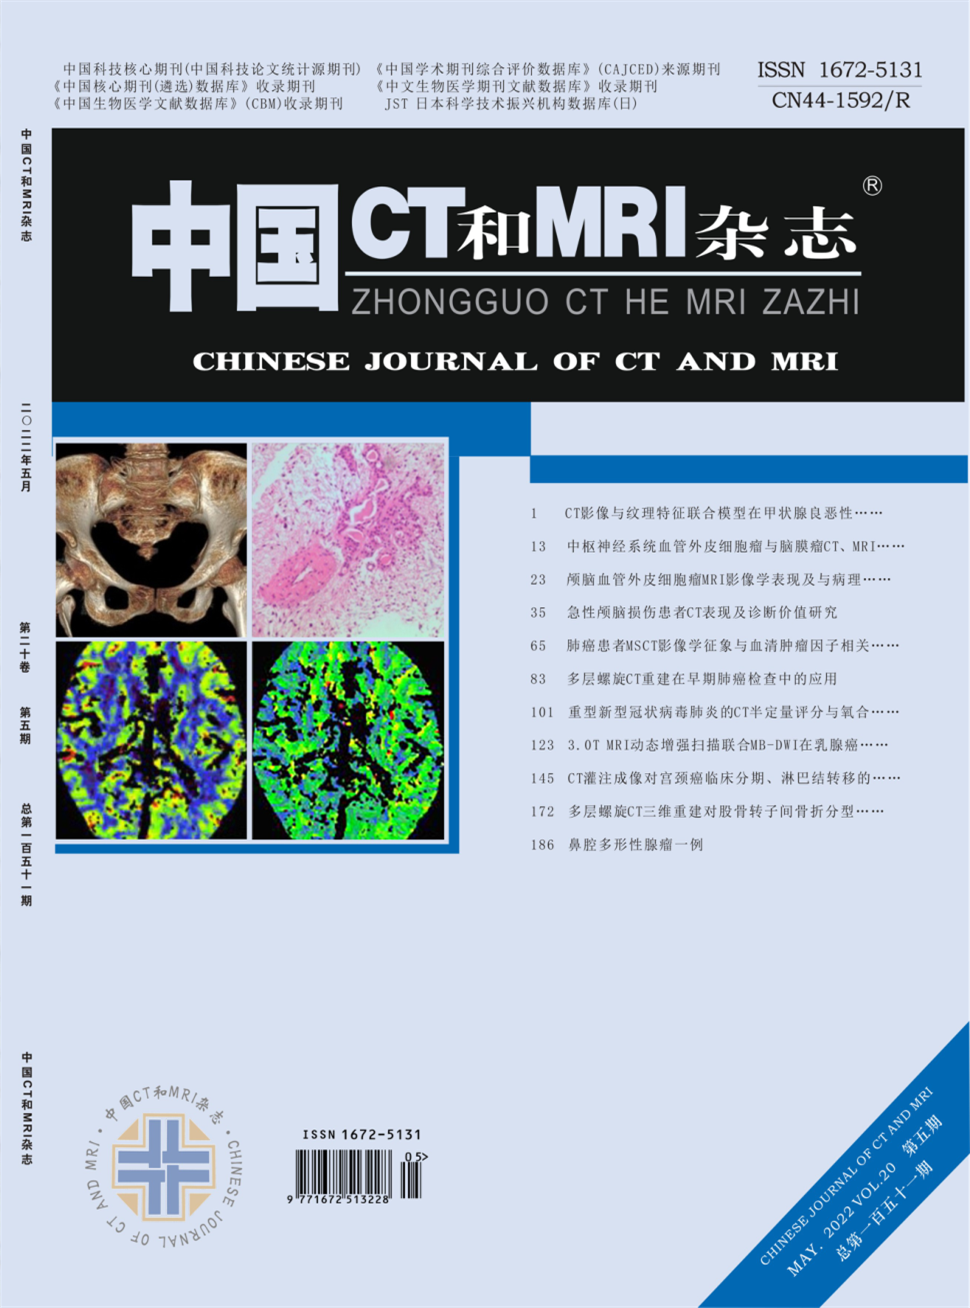 中国科技核心期刊(中国科技论文统计源期刊)
《中国学术期刊综合评价数据库》(CAJCED)来源期刊
《中国核心期刊(遴选)数据库》收录期刊
《中文生物医学期刊文献数据库》收录期刊
《中国生物医学文献数据库》(CBM)收录期刊
JST 日本科学技术振兴机构数据库(日)
ISSN 1672-5131
CN44-1592/R
中国CT和MRI杂志®
ZHONGGUO CT HE MRI ZAZHI
CHINESE JOURNAL OF CT AND MRI
中国CT和MRI杂志
二〇二二年五月
第二十卷
第五期
总第一百五十一期
中国CT和MRI杂志
1 CT影像与纹理特征联合模型在甲状腺良恶性……
13 中枢神经系统血管外皮细胞瘤与脑膜瘤CT、MRI……
23 颅脑血管外皮细胞瘤MRI影像学表现及与病理……
35 急性颅脑损伤患者CT表现及诊断价值研究
65 肺癌患者MSCT影像学征象与血清肿瘤因子相关……
83 多层螺旋CT重建在早期肺癌检查中的应用
101 重型新型冠状病毒肺炎的CT半定量评分与氧合……
123 3.0T MRI动态增强扫描联合MB-DWI在乳腺癌……
145 CT灌注成像对宫颈癌临床分期、淋巴结转移的……
172 多层螺旋CT三维重建对股骨转子间骨折分型……
186 鼻腔多形性腺瘤一例
·中国CT和MRI杂志·
CHINESE JOURNAL OF CT AND MRI
ISSN 1672-5131
05>
9 771672 513228
CHINESE JOURNAL OF CT AND MRI
MAY. 2022 VOL.20 第五期
总第一百五十一期